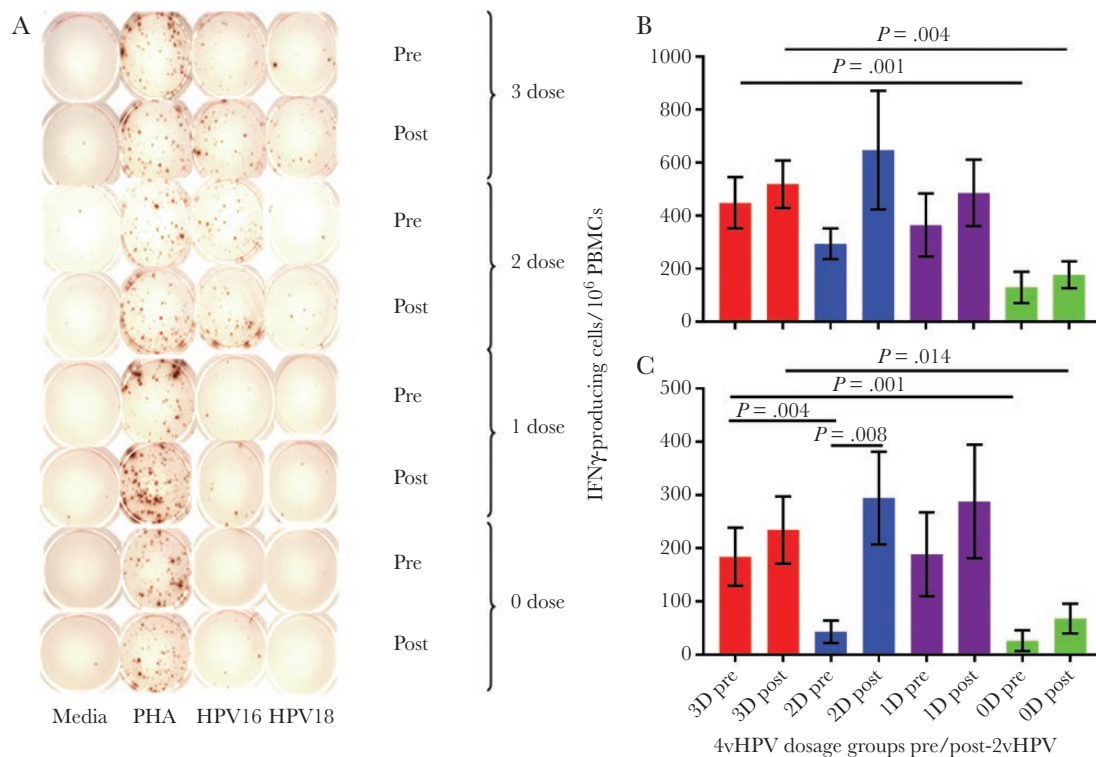 A
Pre
3 dose
Post
Pre
2 dose
Post
Pre
1 dose
Post
Pre
0 dose
Post
Media PHA HPV16 HPV18
IFNγ-producing cells/10⁶ PBMCs
B
P = .004
P = .001
1000
800
600
400
200
0
C
P = .014
P = .001
P = .004
P = .008
500
400
300
200
100
0
3D pre
3D post
2D pre
2D post
1D pre
1D post
0D pre
0D post
4vHPV dosage groups pre/post-2vHPV